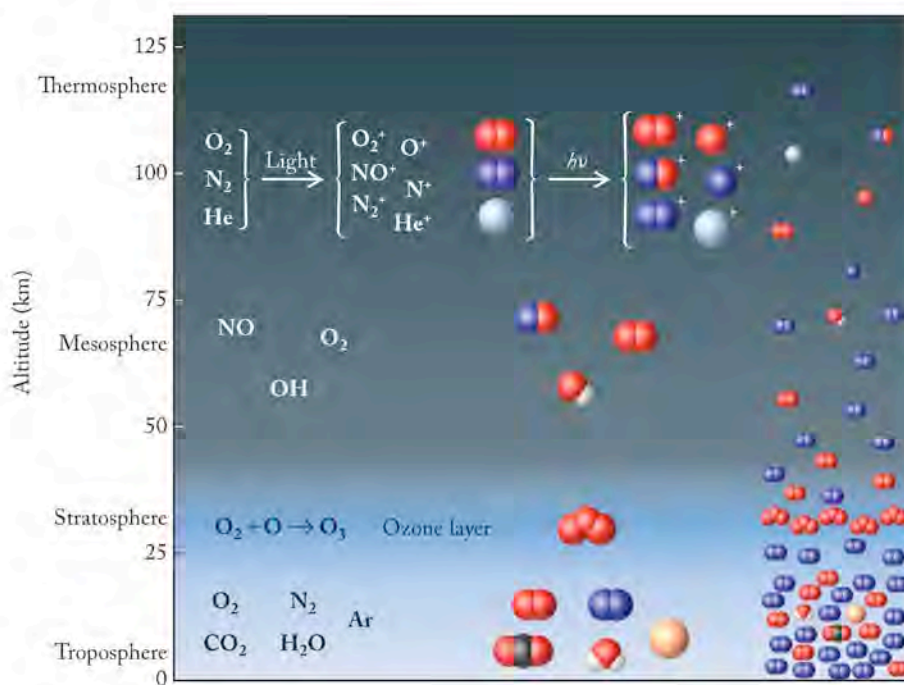 125
Thermosphere
O₂ N₂ He Light O₂⁺ O⁺ NO⁺ N⁺ N₂⁺ He⁺ hν + + + + + +
100
Altitude (km)
75
NO
O₂
Mesosphere
OH
50
Stratosphere
O₂ + O → O₃ Ozone layer
25
O₂ N₂
Ar
CO₂ H₂O
Troposphere
0